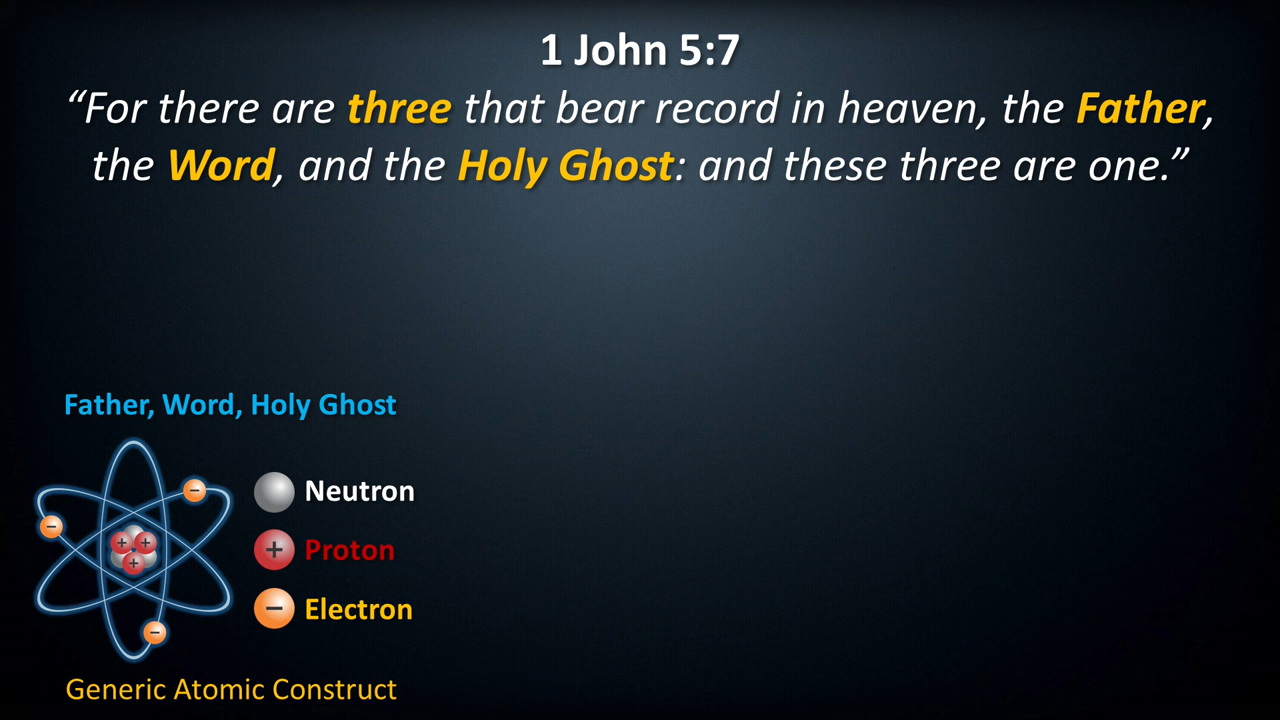 1 John 5:7
“For there are three that bear record in heaven, the Father,
the Word, and the Holy Ghost: and these three are one.”
Father, Word, Holy Ghost
Neutron
+ Proton
− Electron
−
−
−
+ +
+
Generic Atomic Construct